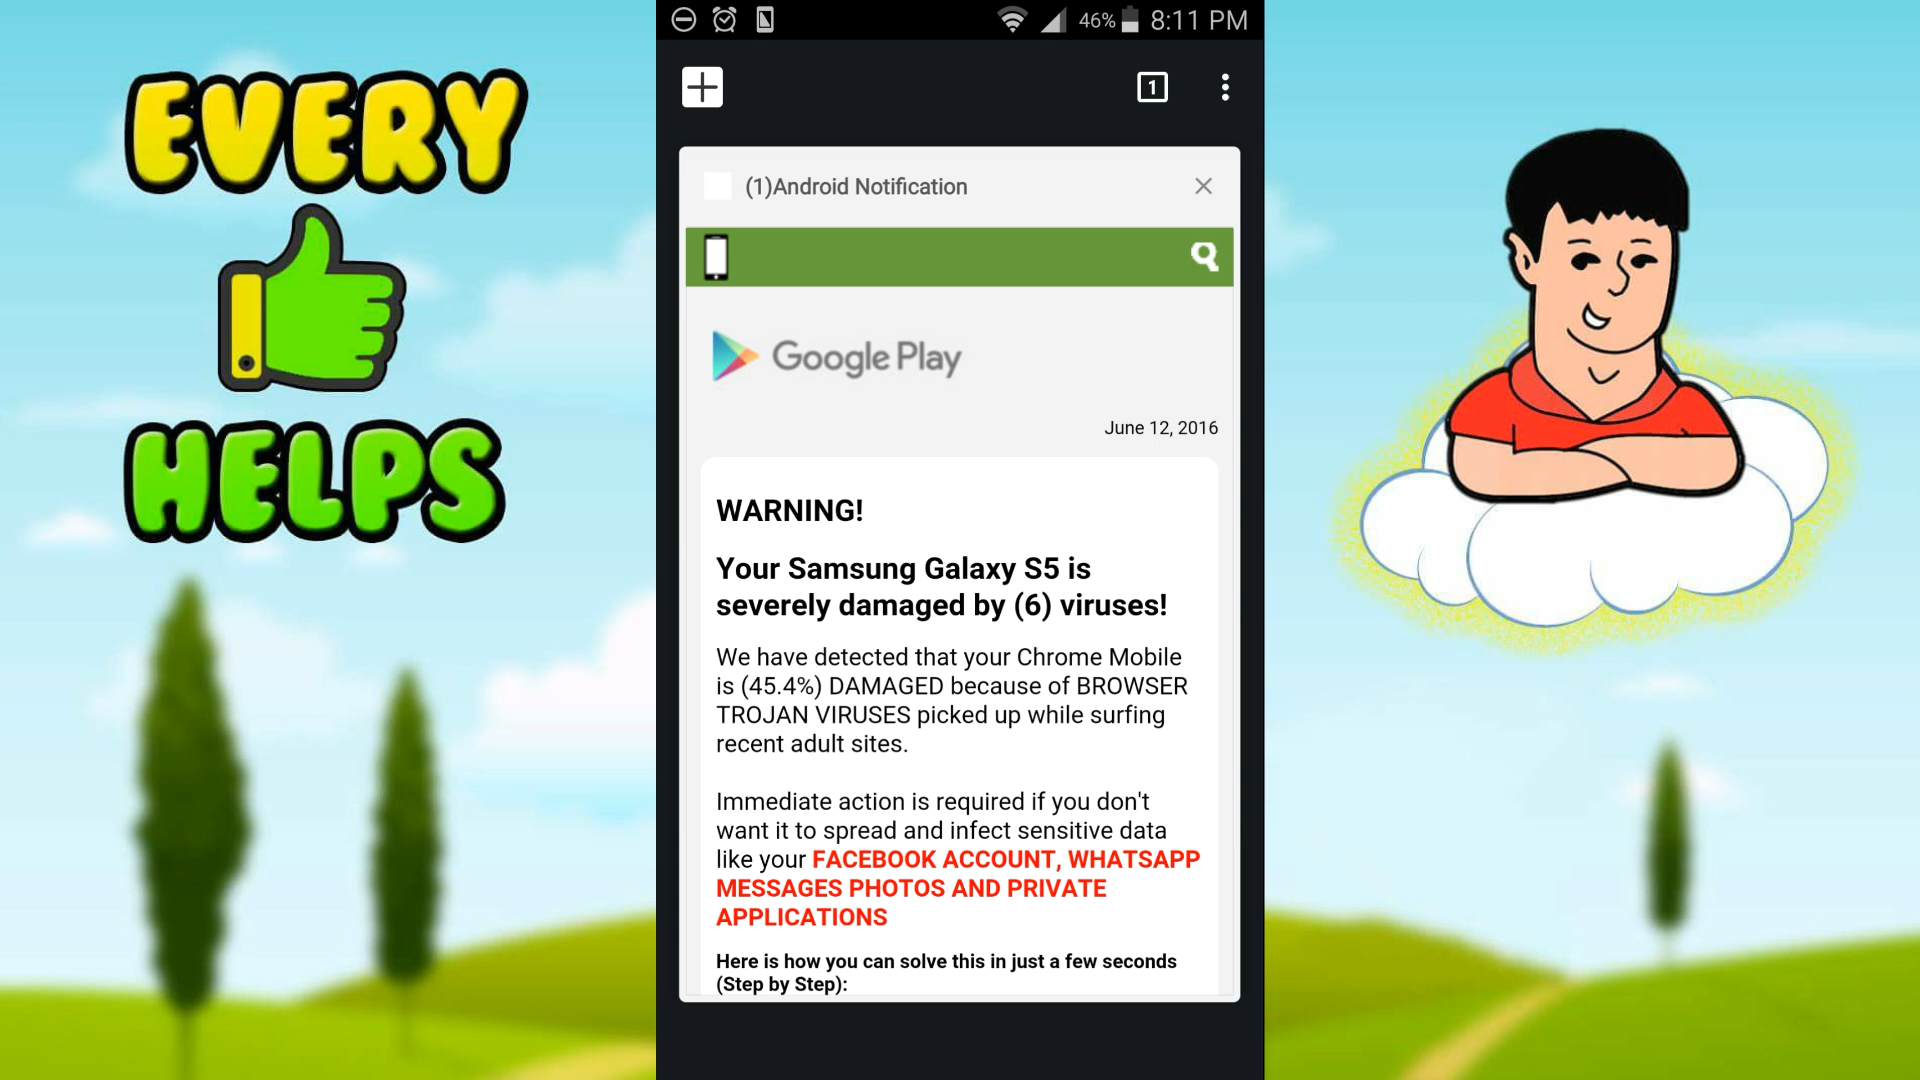 EVERY
HELPS
46% 8:11 PM
1
(1)Android Notification
Google Play
June 12, 2016
WARNING!
Your Samsung Galaxy S5 is
severely damaged by (6) viruses!
We have detected that your Chrome Mobile
is (45.4%) DAMAGED because of BROWSER
TROJAN VIRUSES picked up while surfing
recent adult sites.
Immediate action is required if you don't
want it to spread and infect sensitive data
like your FACEBOOK ACCOUNT, WHATSAPP
MESSAGES PHOTOS AND PRIVATE
APPLICATIONS
Here is how you can solve this in just a few seconds
(Step by Step):